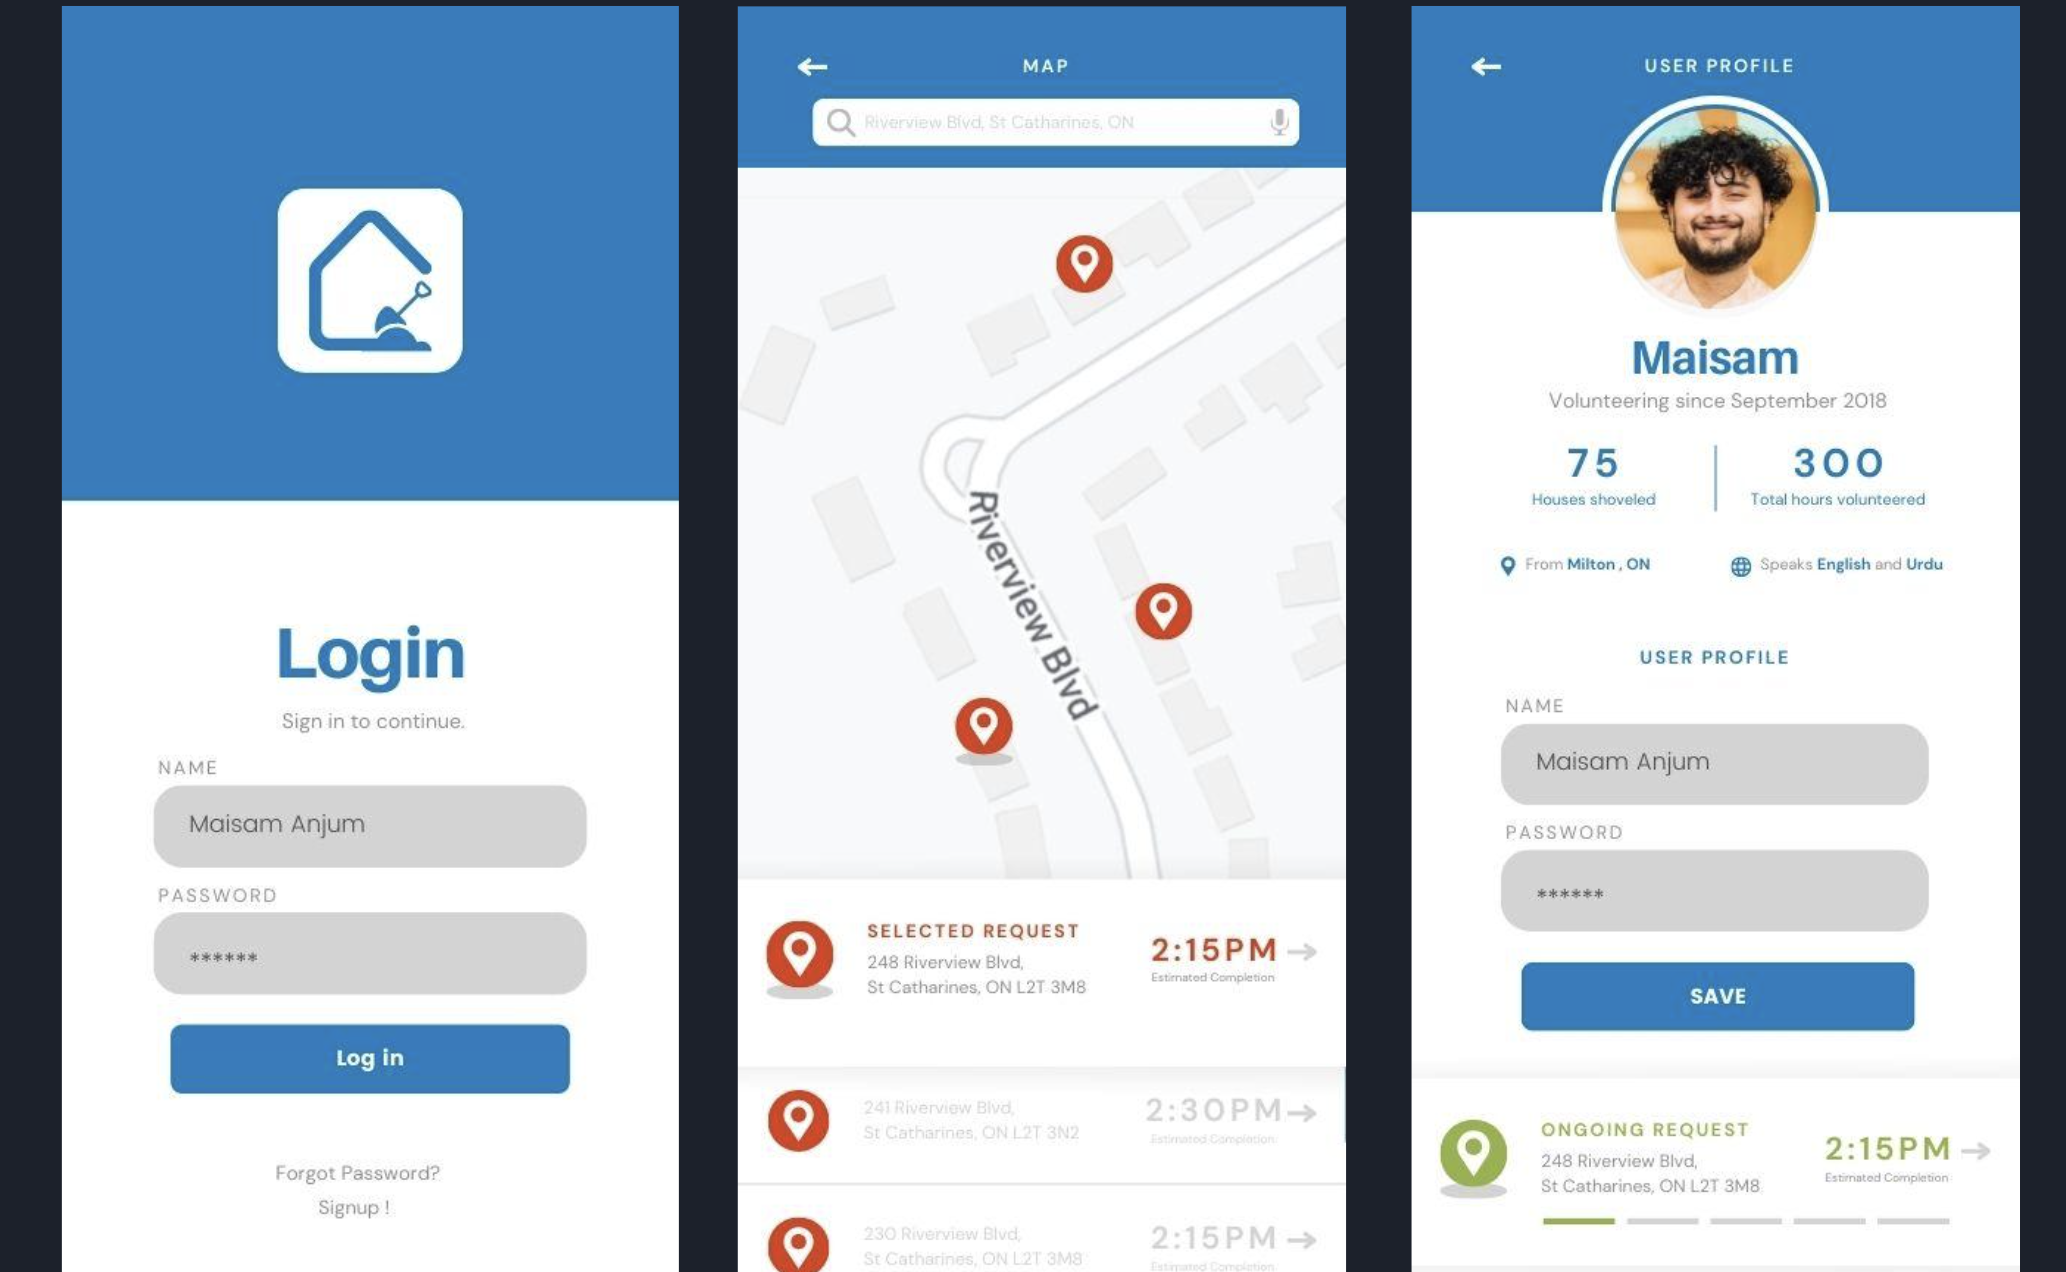 Login
Sign in to continue.
NAME
Maisam Anjum
PASSWORD
******
Log in
Forgot Password?
Signup !
MAP
Riverview Blvd, St Catharines, ON
Riverview Blvd
SELECTED REQUEST
248 Riverview Blvd,
St Catharines, ON L2T 3M8
2:15PM
Estimated Completion
241 Riverview Blvd,
St Catharines, ON L2T 3N2
2:30PM
Estimated Completion
230 Riverview Blvd,
St Catharines, ON L2T 3M8
2:15PM
Estimated Completion
USER PROFILE
Maisam
Volunteering since September 2018
75
Houses shoveled
300
Total hours volunteered
From Milton , ON
Speaks English and Urdu
USER PROFILE
NAME
Maisam Anjum
PASSWORD
******
SAVE
ONGOING REQUEST
248 Riverview Blvd,
St Catharines, ON L2T 3M8
2:15PM
Estimated Completion